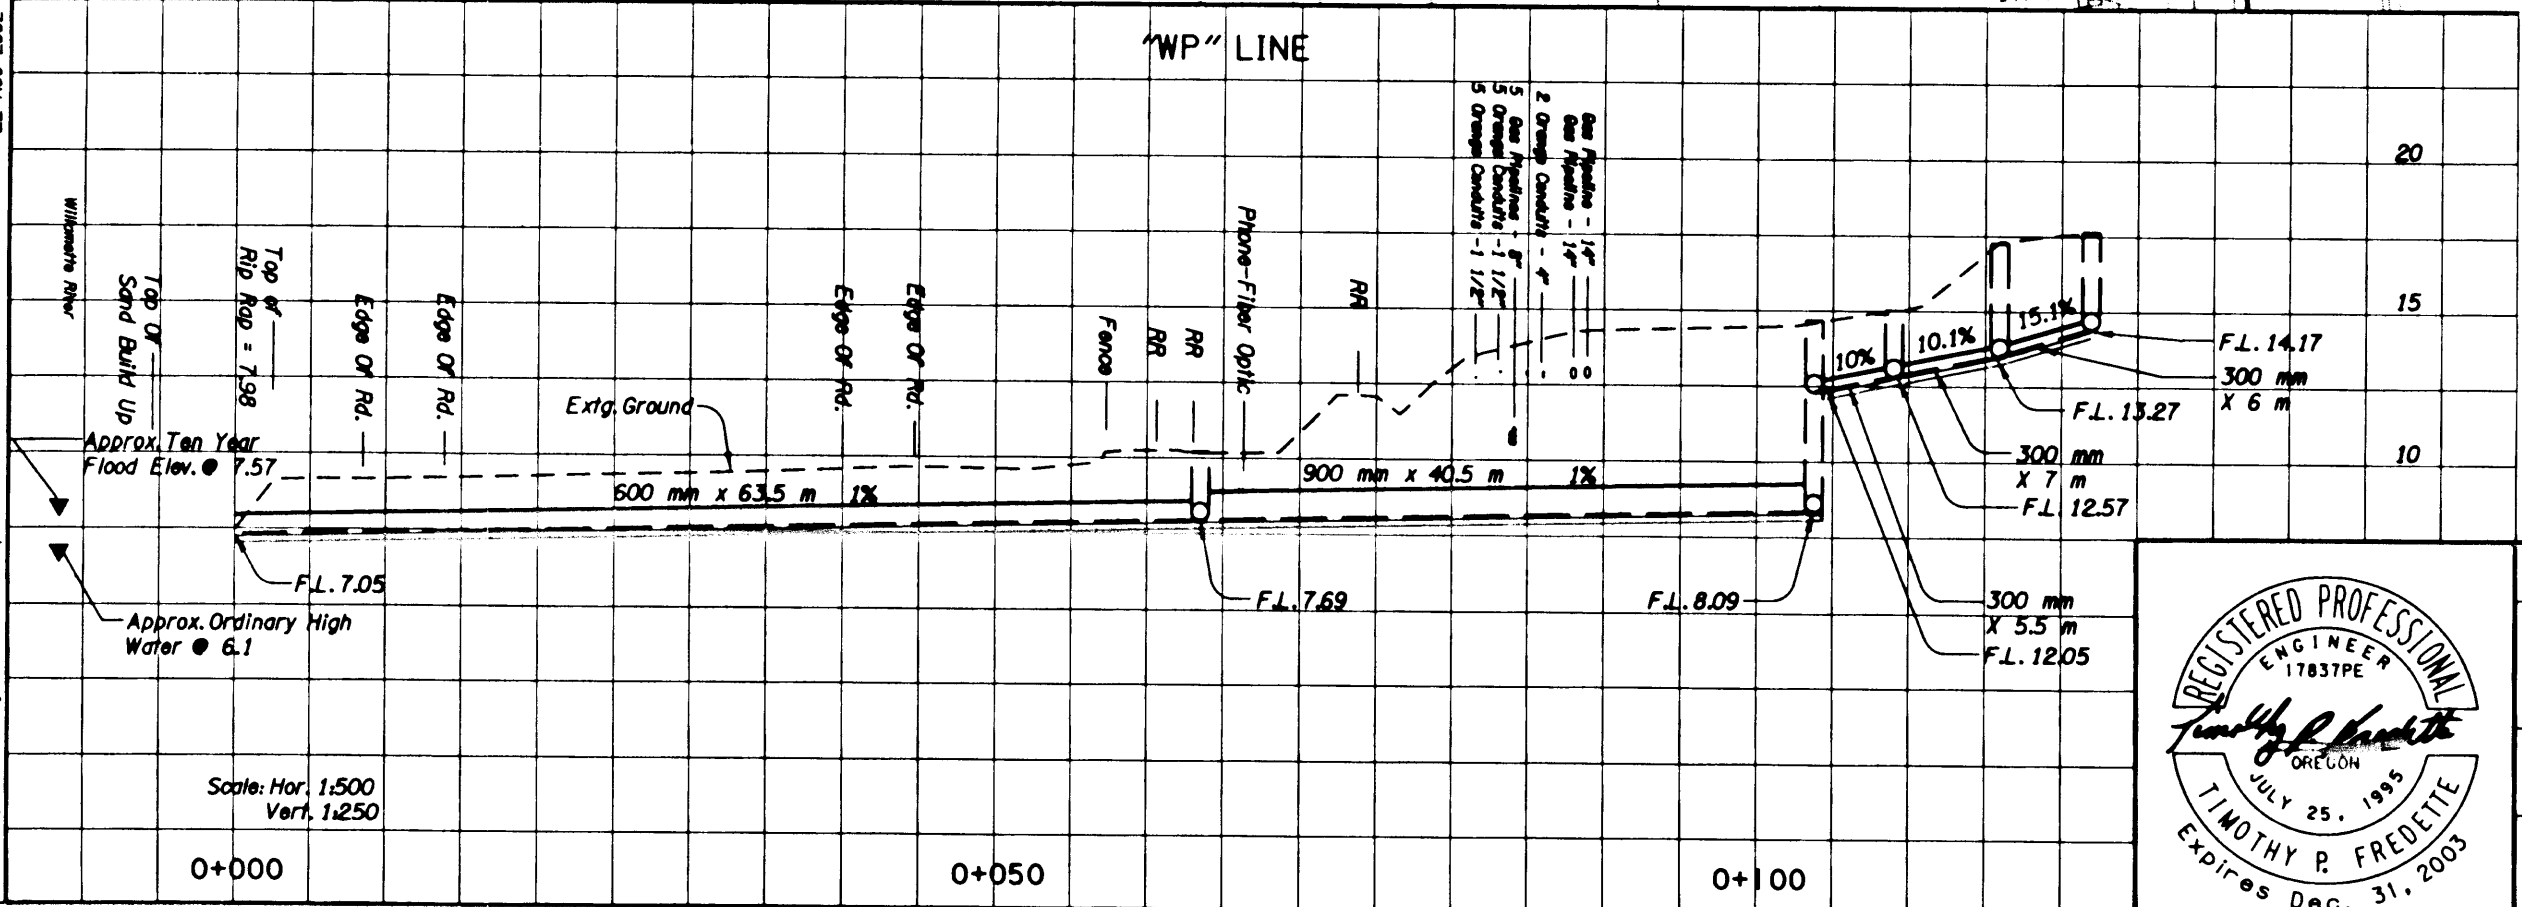 "WP" LINE
20
15
10
Willamette River
Top Of
Sand Build Up
Top of
Rip Rap = 7.98
Edge Of Rd.
Edge Of Rd.
Edge Of Rd.
Edge Of Rd.
Fence
RR
RR
Phone-Fiber Optic
RR
5 Orange Conduits -1 1/2"
5 Orange Conduits -1 1/2"
5 Gas Pipelines - 8"
2 Orange Conduits - 4"
Gas Pipeline - 14"
Gas Pipeline - 14"
Extg. Ground
Approx. Ten Year
Flood Elev. @ 7.57
600 mm x 63.5 m 1%
900 mm x 40.5 m 1%
10%
10.1%
15.1%
F.L. 14.17
300 mm
X 6 m
F.L. 13.27
300 mm
X 7 m
F.L. 12.57
300 mm
X 5.5 m
F.L. 12.05
F.L. 7.05
F.L. 7.69
F.L. 8.09
Approx. Ordinary High
Water @ 6.1
Scale: Hor. 1:500
Vert. 1:250
0+000
0+050
0+100
REGISTERED PROFESSIONAL
ENGINEER
17837PE
OREGON
JULY 25, 1995
TIMOTHY P. FREDETTE
Expires Dec. 31, 2003